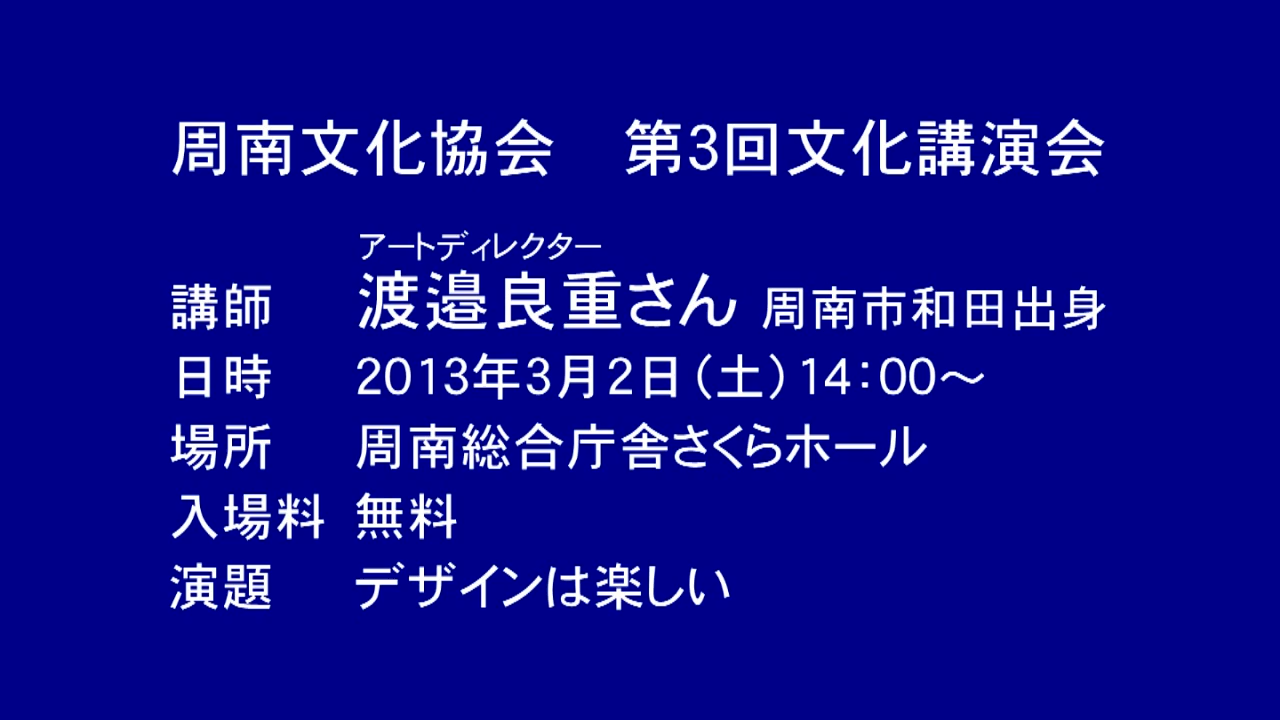 周南文化協会　第3回文化講演会
アートディレクター
講師　渡邉良重さん 周南市和田出身
日時　2013年3月2日（土）14：00～
場所　周南総合庁舎さくらホール
入場料　無料
演題　デザインは楽しい